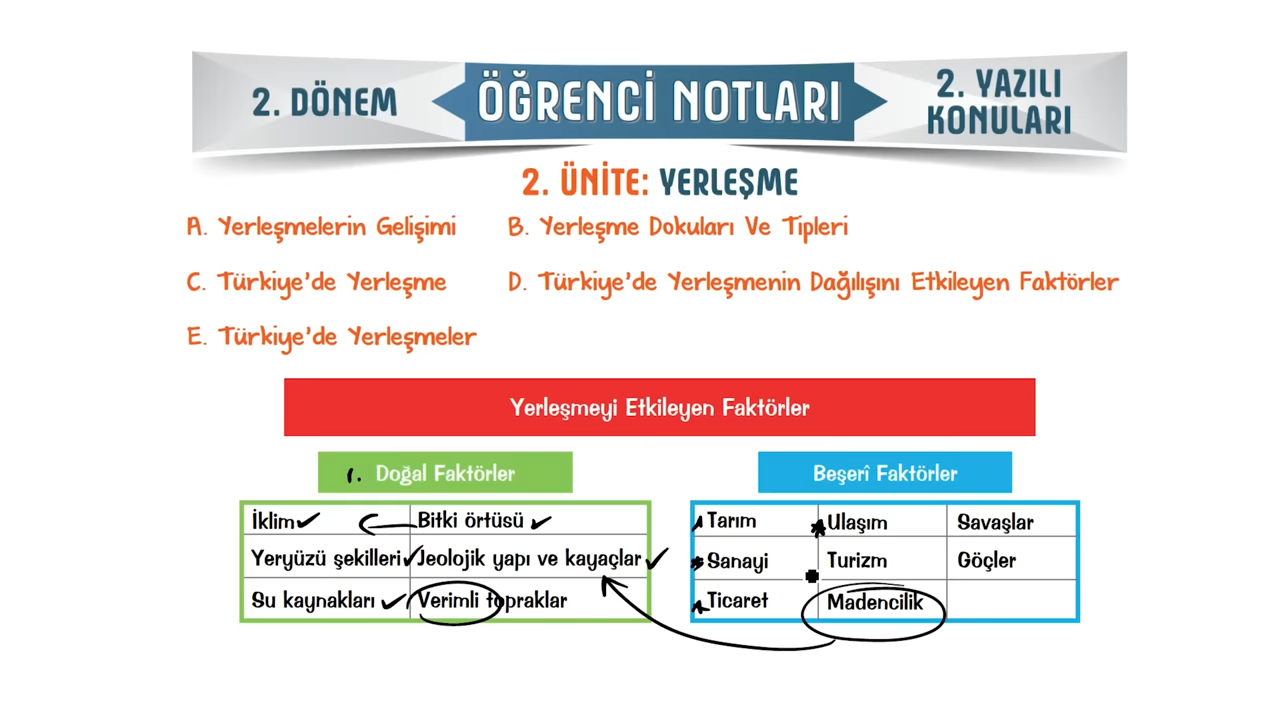 2. DÖNEM
ÖĞRENCİ NOTLARI
2. YAZILI
KONULARI
2. ÜNİTE: YERLEŞME
A. Yerleşmelerin Gelişimi
B. Yerleşme Dokuları Ve Tipleri
C. Türkiye'de Yerleşme
D. Türkiye'de Yerleşmenin Dağılışını Etkileyen Faktörler
E. Türkiye'de Yerleşmeler
Yerleşmeyi Etkileyen Faktörler
1. Doğal Faktörler
Beşerî Faktörler
İklim
Bitki örtüsü
Tarım
Ulaşım
Savaşlar
Yeryüzü şekilleri
Jeolojik yapı ve kayaçlar
Sanayi
Turizm
Göçler
Su kaynakları
Verimli topraklar
Ticaret
Madencilik